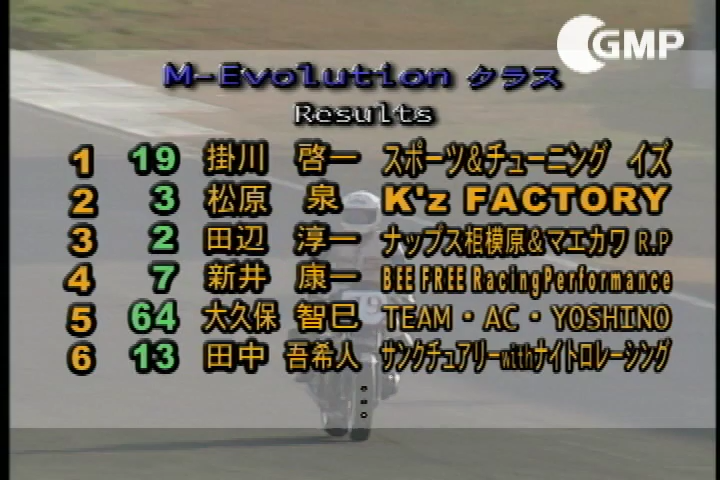 GMP
M-Evolution クラス
Results
1 19 掛川 啓一 スポーツ&チューニング イズ
2 3 松原 泉 K'z FACTORY
3 2 田辺 淳一 ナップス相模原&マエカワ R.P
4 7 新井 康一 BEE FREE RacingPerformance
5 64 大久保 智巳 TEAM・AC・YOSHINO
6 13 田中 吾希人 サンクチュアリーwithナイトロレーシング